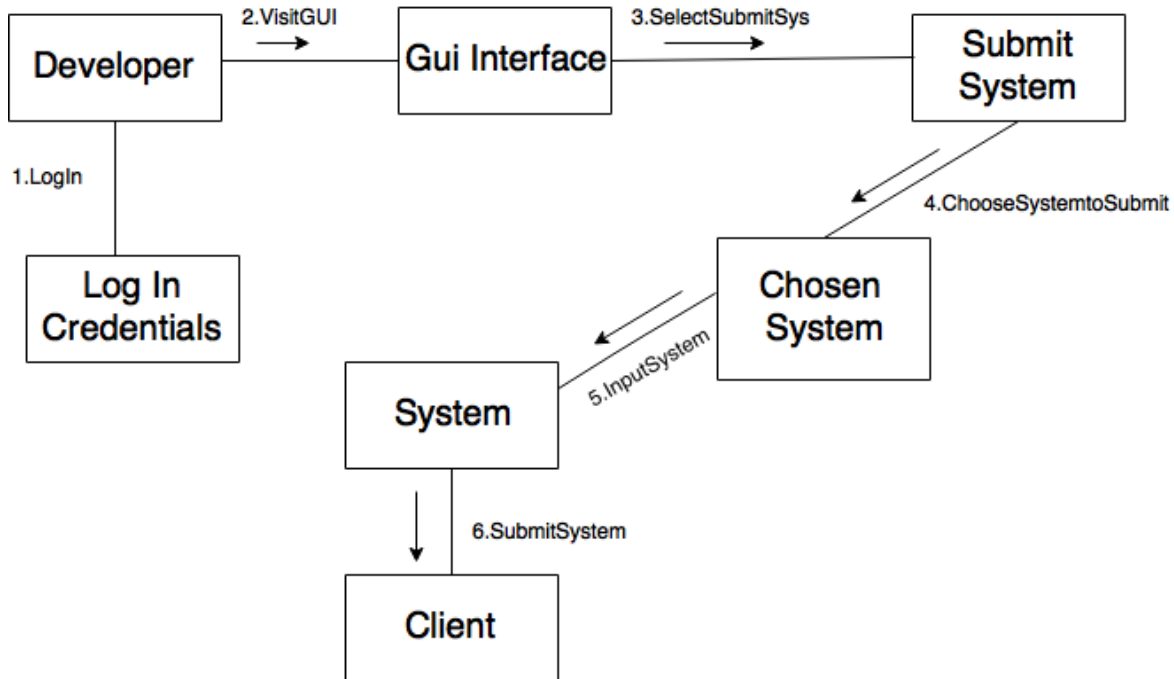 2.VisitGUI
3.SelectSubmitSys
Developer
Gui Interface
Submit
System
1.LogIn
4.ChooseSystemtoSubmit
Log In
Credentials
Chosen
System
5.InputSystem
System
6.SubmitSystem
Client